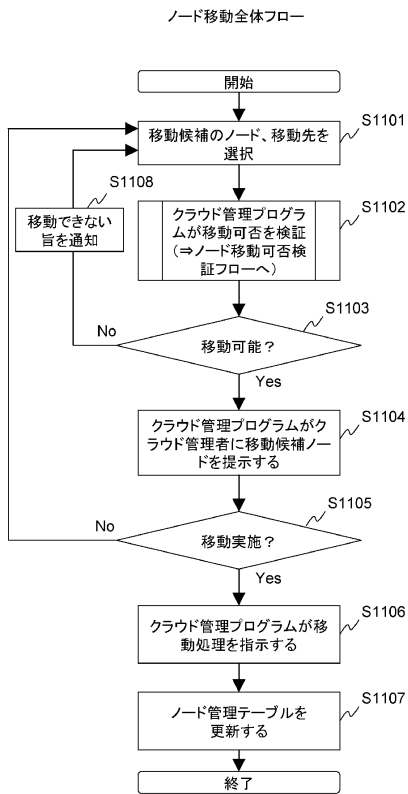 ノード移動全体フロー
開始
S1101
移動候補のノード、移動先を
選択
S1108
移動できない
旨を通知
S1102
クラウド管理プログラ
ムが移動可否を検証
(⇒ノード移動可否検
証フローへ)
S1103
No
移動可能？
Yes
S1104
クラウド管理プログラムがク
ラウド管理者に移動候補ノー
ドを提示する
S1105
No
移動実施？
Yes
S1106
クラウド管理プログラムが移
動処理を指示する
S1107
ノード管理テーブルを
更新する
終了